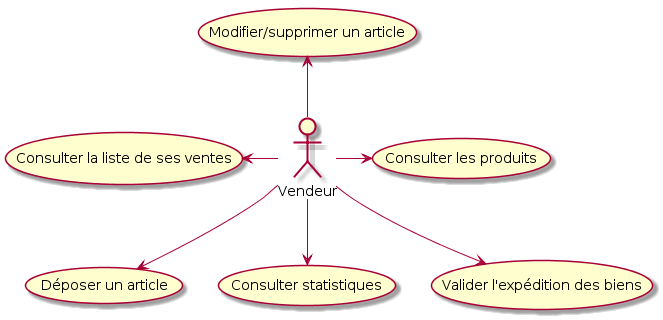 Modifier/supprimer un article
Consulter la liste de ses ventes
Consulter les produits
Vendeur
Déposer un article
Consulter statistiques
Valider l'expédition des biens